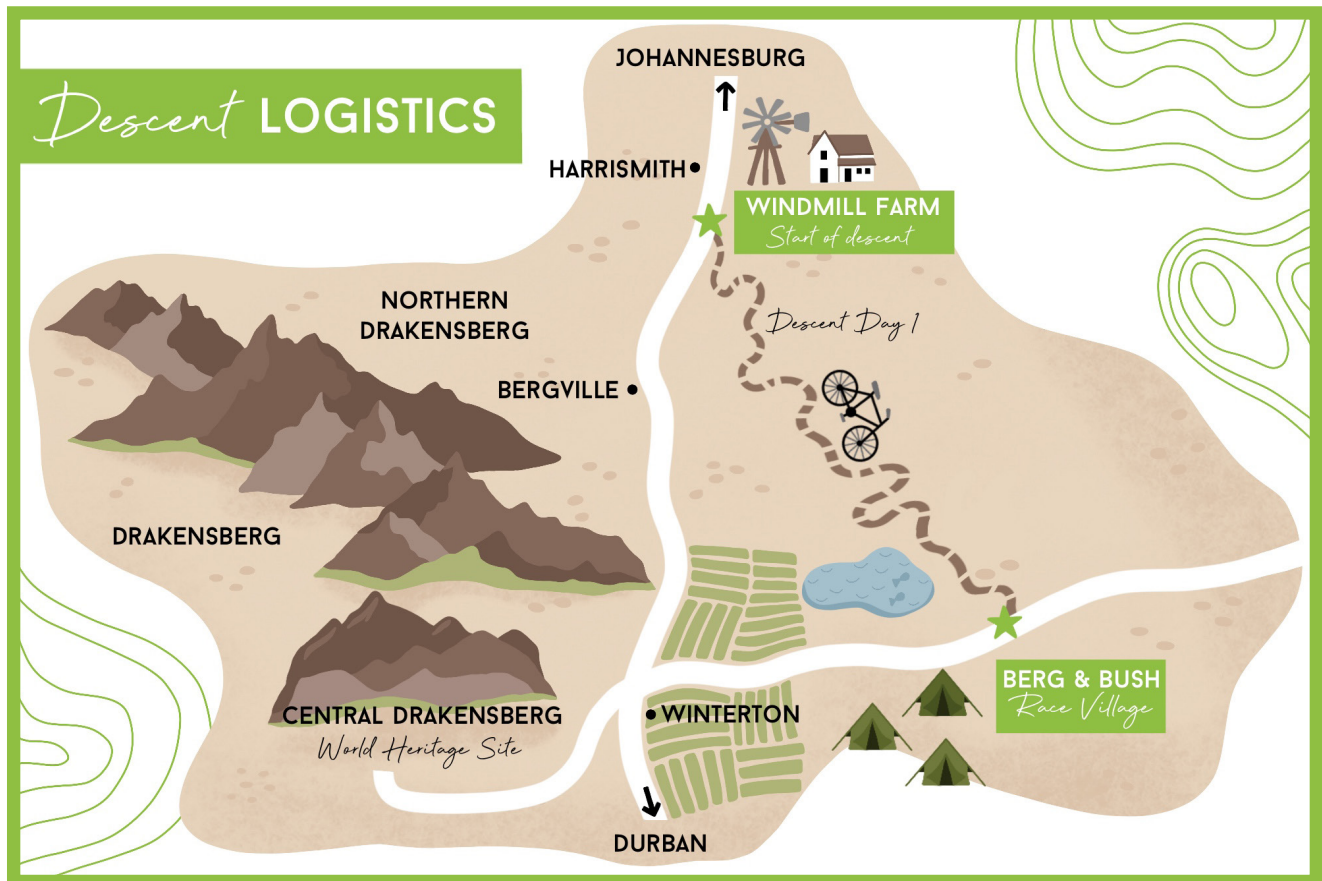 Descent LOGISTICS
JOHANNESBURG
HARRISMITH
WINDMILL FARM
Start of descent
NORTHERN
DRAKENSBERG
Descent Day 1
BERGVILLE
DRAKENSBERG
BERG & BUSH
Race Village
CENTRAL DRAKENSBERG
World Heritage Site
WINTERTON
DURBAN